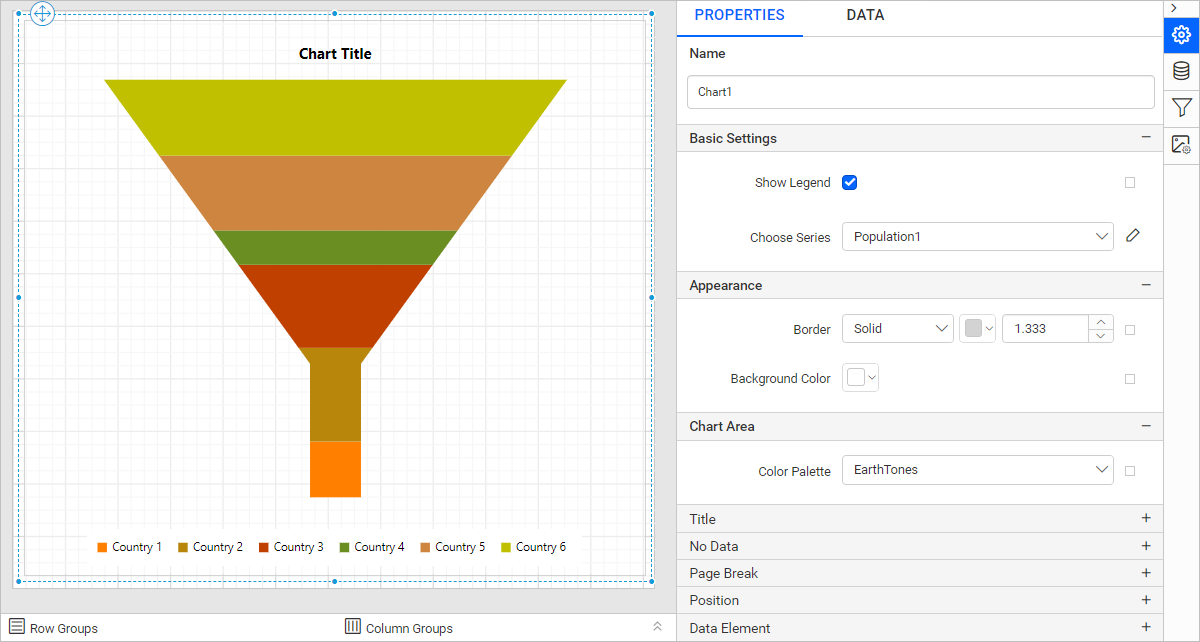 Chart Title
Country 1 Country 2 Country 3 Country 4 Country 5 Country 6
Row Groups Column Groups
PROPERTIES DATA
Name
Chart1
Basic Settings
Show Legend
Choose Series Population1
Appearance
Border Solid 1.333
Background Color
Chart Area
Color Palette EarthTones
Title
No Data
Page Break
Position
Data Element